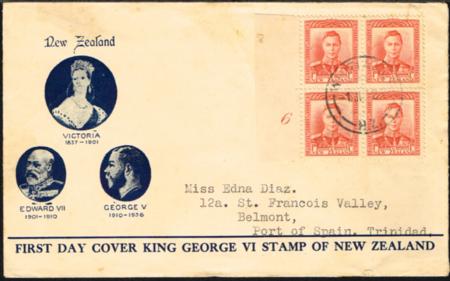 New Zealand
VICTORIA
1837-1901
EDWARD VII
1901-1910
GEORGE V
1910-1936
6
N.Z.
Miss Edna Diaz.
12a. St. Francois Valley,
Belmont,
Port of Spain. Trinidad,
FIRST DAY COVER KING GEORGE VI STAMP OF NEW ZEALAND